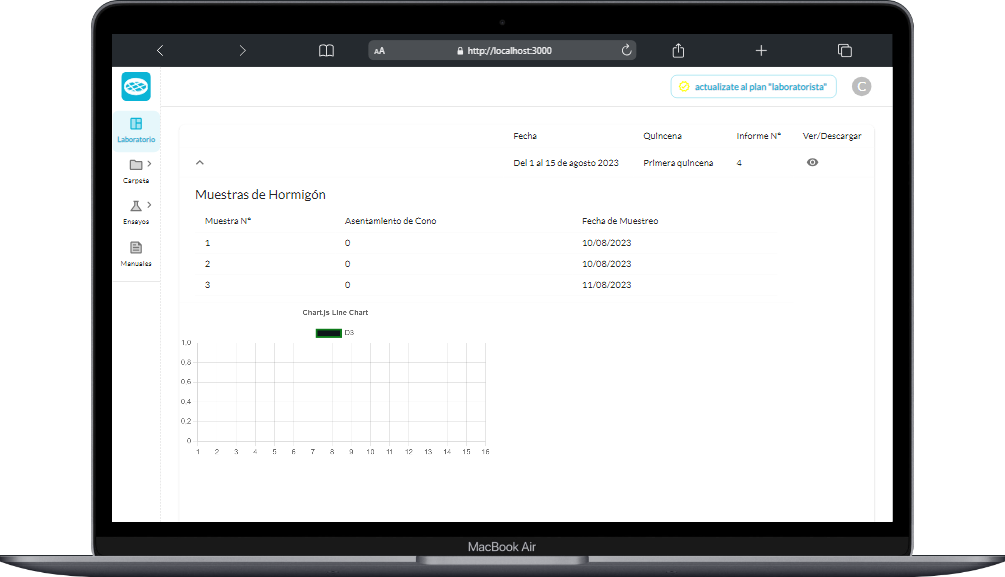 AA http://localhost:3000
actualizate al plan "laboratorista" C
Laboratorio
Carpeta
Ensayos
Manuales
Fecha Quincena Informe N° Ver/Descargar
Del 1 al 15 de agosto 2023 Primera quincena 4
Muestras de Hormigón
Muestra N° Asentamiento de Cono Fecha de Muestreo
1 0 10/08/2023
2 0 10/08/2023
3 0 11/08/2023
Chart.js Line Chart
D3
1.0
0.8
0.6
0.4
0.2
0
1 2 3 4 5 6 7 8 9 10 11 12 13 14 15 16
MacBook Air